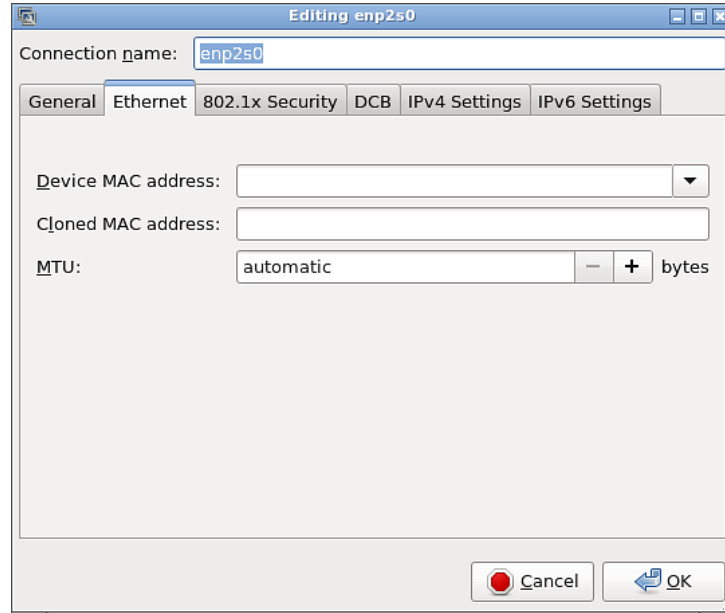 Editing enp2s0
Connection name: enp2s0
General Ethernet 802.1x Security DCB IPv4 Settings IPv6 Settings
Device MAC address:
Cloned MAC address:
MTU: automatic − + bytes
Cancel OK